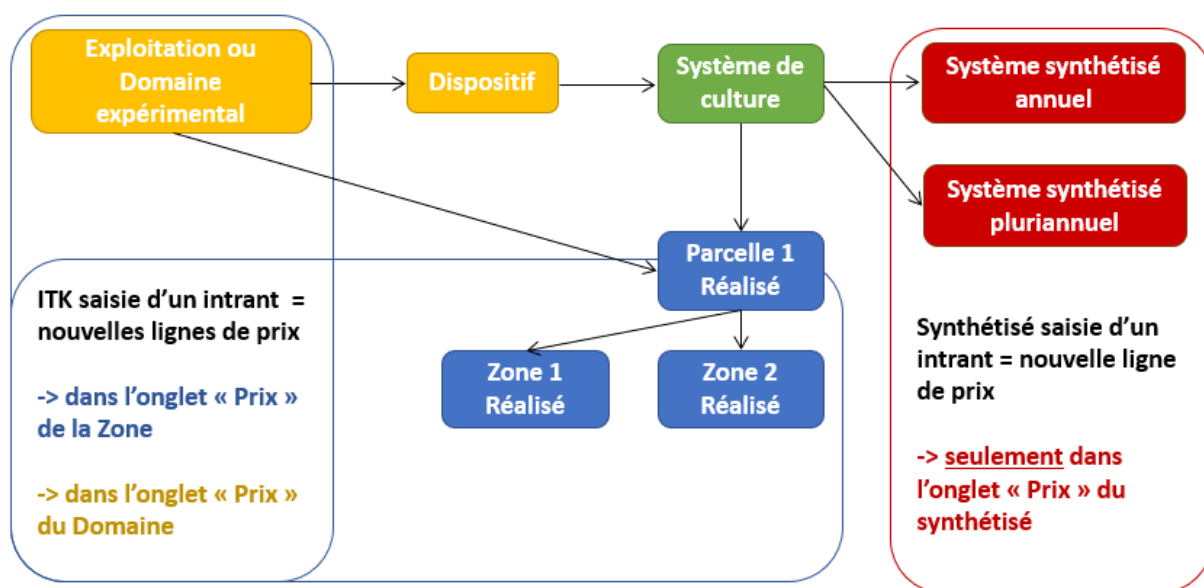 Exploitation ou
Domaine
expérimental
Dispositif
Système de
culture
Système synthétisé
annuel
Système synthétisé
pluriannuel
Parcelle 1
Réalisé
Zone 1
Réalisé
Zone 2
Réalisé
ITK saisie d’un intrant =
nouvelles lignes de prix
-> dans l’onglet « Prix »
de la Zone
-> dans l’onglet « Prix »
du Domaine
Synthétisé saisie d’un
intrant = nouvelle ligne
de prix
-> seulement dans
l’onglet « Prix » du
synthétisé